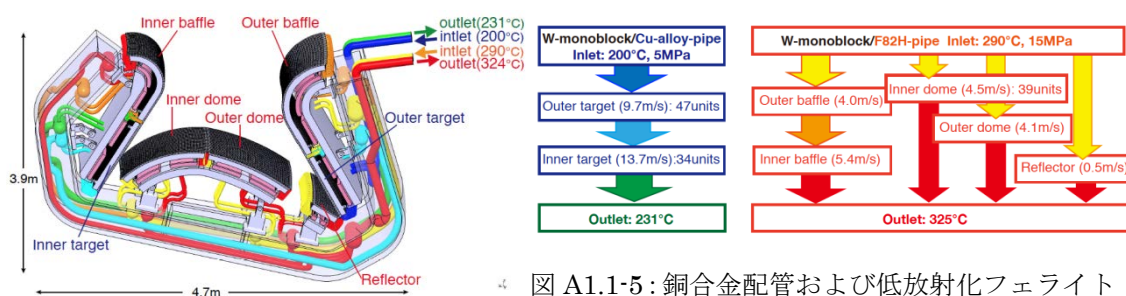 Inner baffle
Outer baffle
outlet(231°C)
intlet (200°C)
intlet (290°C)
outlet(324°C)
Inner dome
Outer dome
Outer target
3.9m
Inner target
Reflector
4.7m
W-monoblock/Cu-alloy-pipe
Inlet: 200°C, 5MPa
Outer target (9.7m/s): 47units
Inner target (13.7m/s):34units
Outlet: 231°C
W-monoblock/F82H-pipe Inlet: 290°C, 15MPa
Outer baffle (4.0m/s)
Inner dome (4.5m/s): 39units
Outer dome (4.1m/s)
Inner baffle (5.4m/s)
Reflector (0.5m/s)
Outlet: 325°C
図 A1.1-5 : 銅合金配管および低放射化フェライト